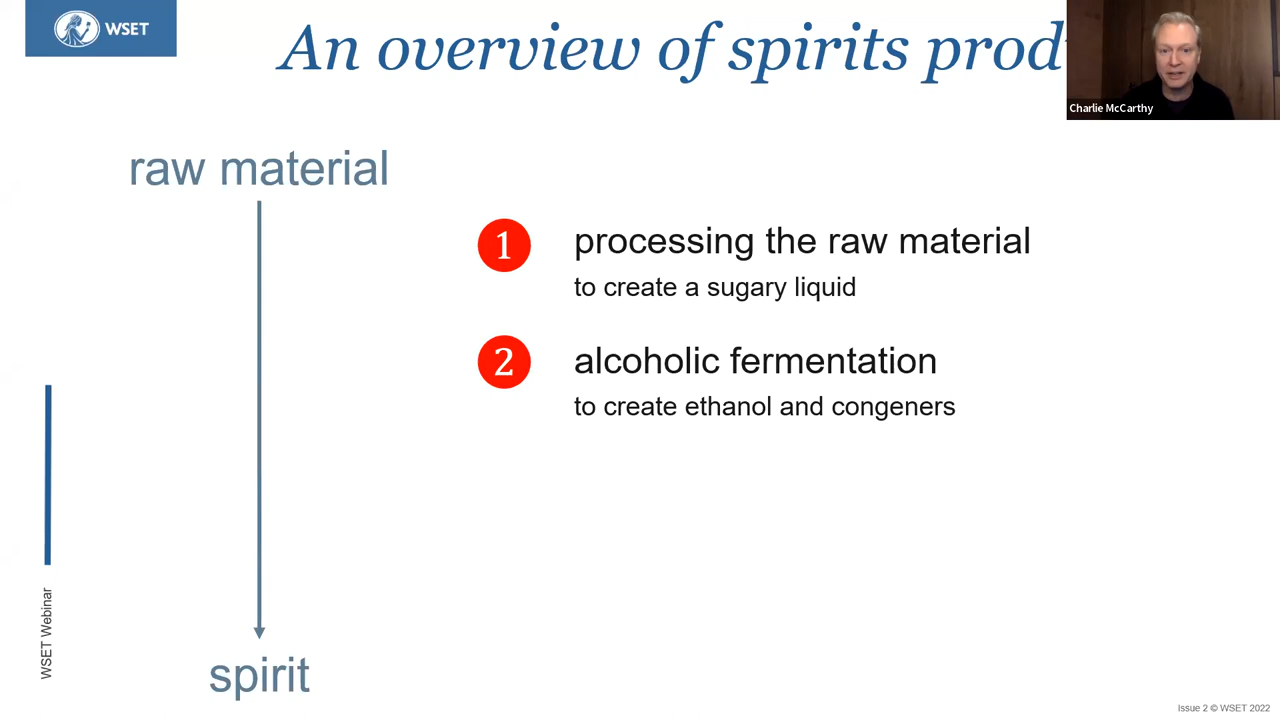 WSET
An overview of spirits prod
Charlie McCarthy
raw material
1
processing the raw material
to create a sugary liquid
2
alcoholic fermentation
to create ethanol and congeners
WSET Webinar
spirit
Issue 2 © WSET 2022